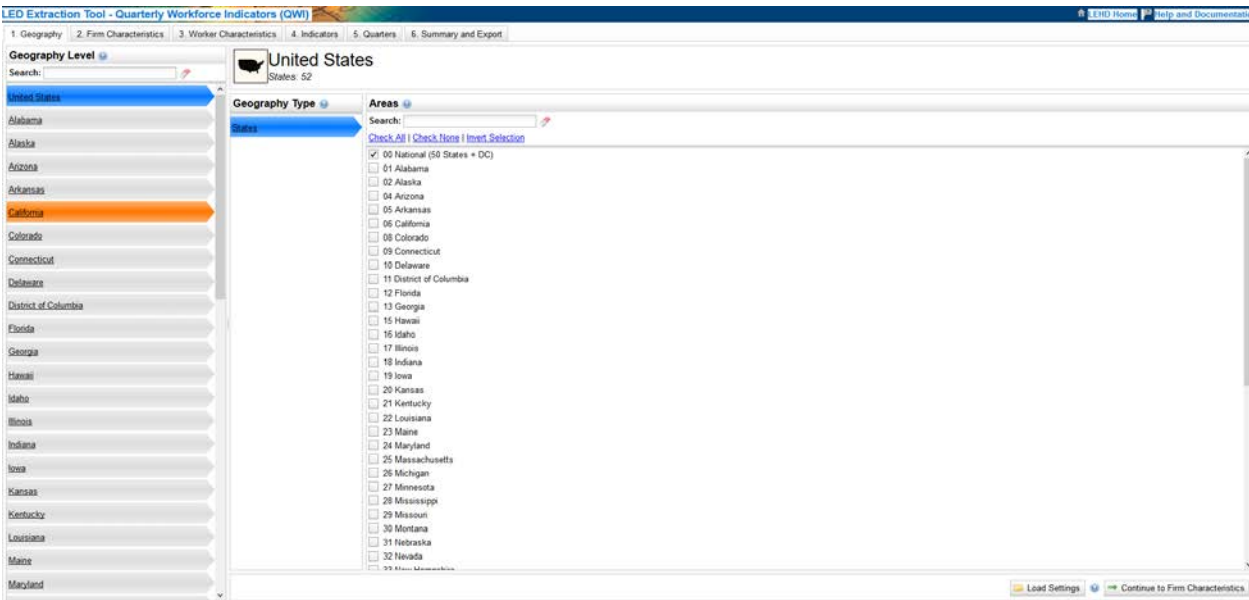 LED Extraction Tool - Quarterly Workforce Indicators (QWI)
LEHD Home Help and Documentatio
1. Geography 2. Firm Characteristics 3. Worker Characteristics 4. Indicators 5. Quarters 6. Summary and Export
Geography Level
Search:
United States
Alabama
Alaska
Arizona
Arkansas
California
Colorado
Connecticut
Delaware
District of Columbia
Florida
Georgia
Hawaii
Idaho
Illinois
Indiana
Iowa
Kansas
Kentucky
Louisiana
Maine
Maryland
United States
States: 52
Geography Type
States
Areas
Search:
Check All | Check None | Invert Selection
00 National (50 States + DC)
01 Alabama
02 Alaska
04 Arizona
05 Arkansas
06 California
08 Colorado
09 Connecticut
10 Delaware
11 District of Columbia
12 Florida
13 Georgia
15 Hawaii
16 Idaho
17 Illinois
18 Indiana
19 Iowa
20 Kansas
21 Kentucky
22 Louisiana
23 Maine
24 Maryland
25 Massachusetts
26 Michigan
27 Minnesota
28 Mississippi
29 Missouri
30 Montana
31 Nebraska
32 Nevada
33 New Hampshire
Load Settings Continue to Firm Characteristics